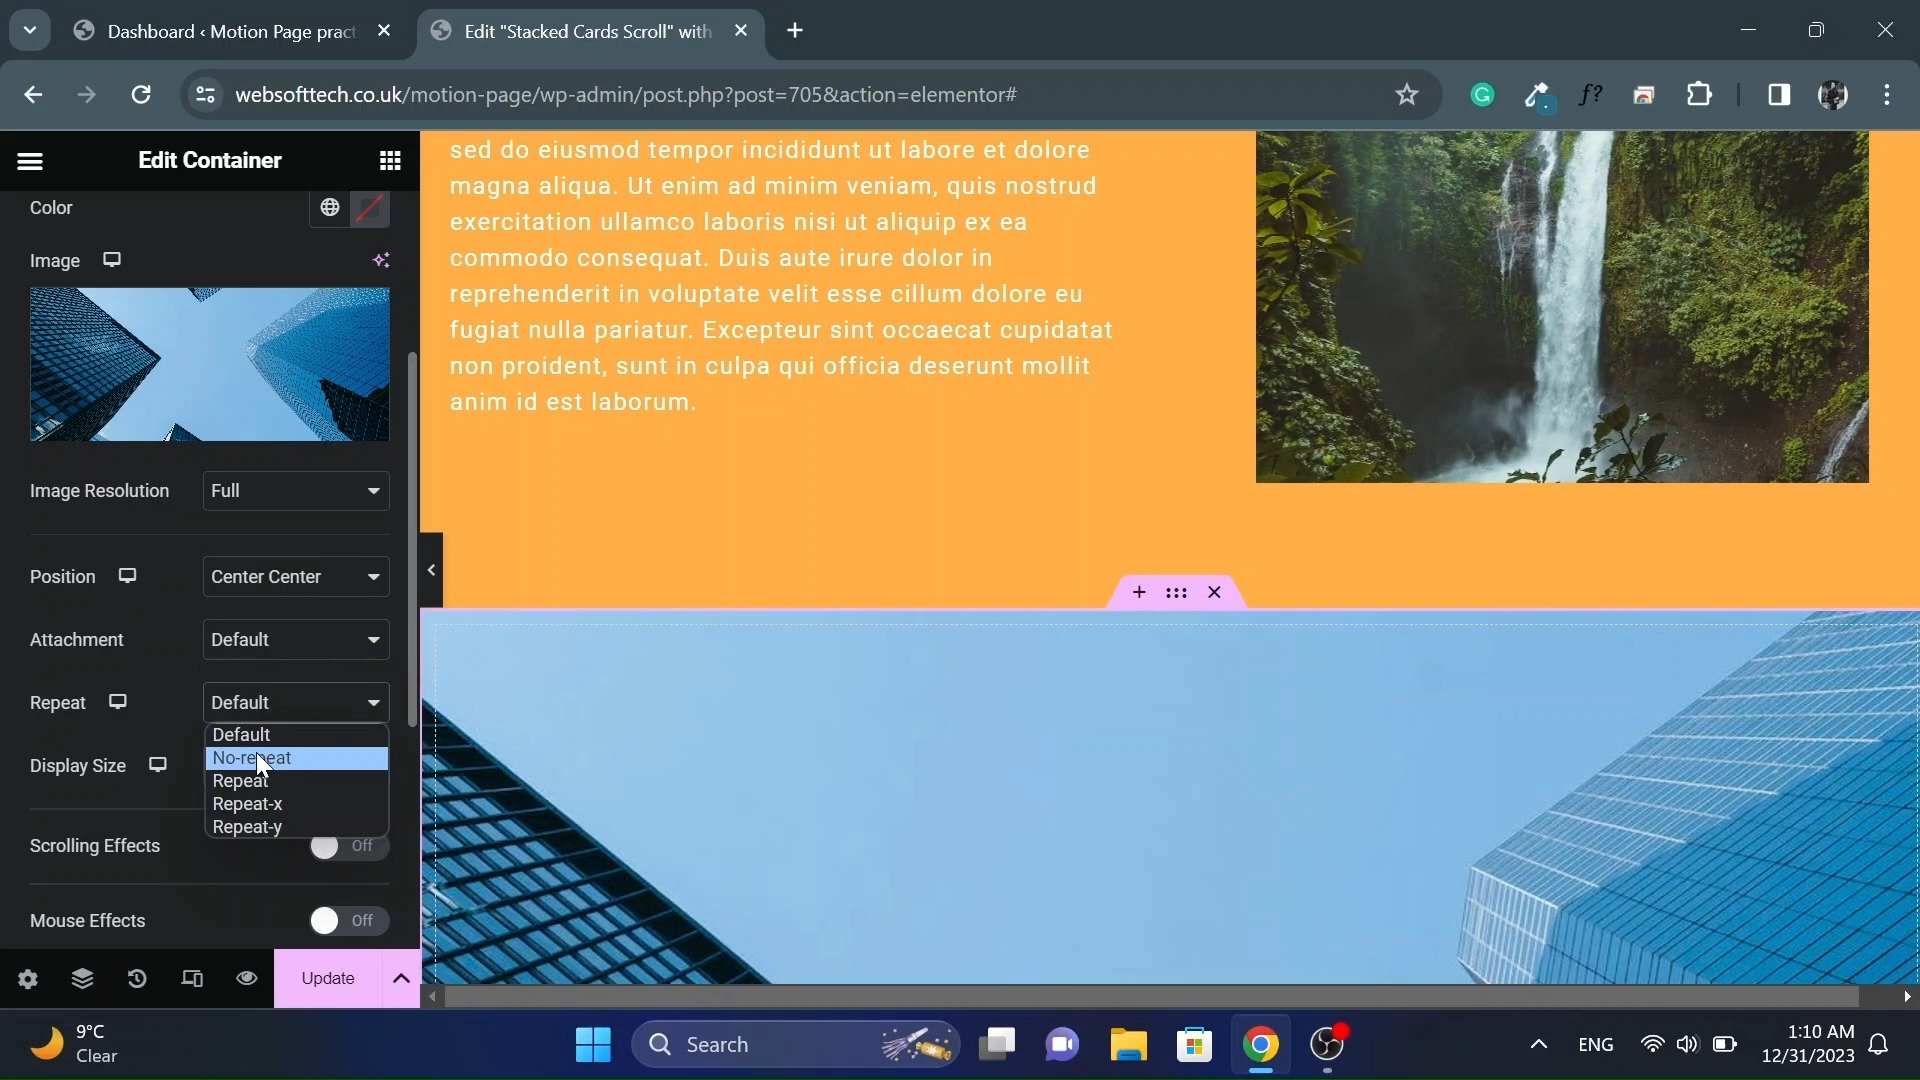 Dashboard ‹ Motion Page pract
Edit "Stacked Cards Scroll" with
websofttech.co.uk/motion-page/wp-admin/post.php?post=705&action=elementor#
Edit Container
Color
Image
Image Resolution
Full
Position
Center Center
Attachment
Default
Repeat
Default
Default
No-repeat
Repeat
Repeat-x
Repeat-y
Display Size
Scrolling Effects
Off
Mouse Effects
Off
Update
sed do eiusmod tempor incididunt ut labore et dolore
magna aliqua. Ut enim ad minim veniam, quis nostrud
exercitation ullamco laboris nisi ut aliquip ex ea
commodo consequat. Duis aute irure dolor in
reprehenderit in voluptate velit esse cillum dolore eu
fugiat nulla pariatur. Excepteur sint occaecat cupidatat
non proident, sunt in culpa qui officia deserunt mollit
anim id est laborum.
9°C
Clear
Search
ENG
1:10 AM
12/31/2023